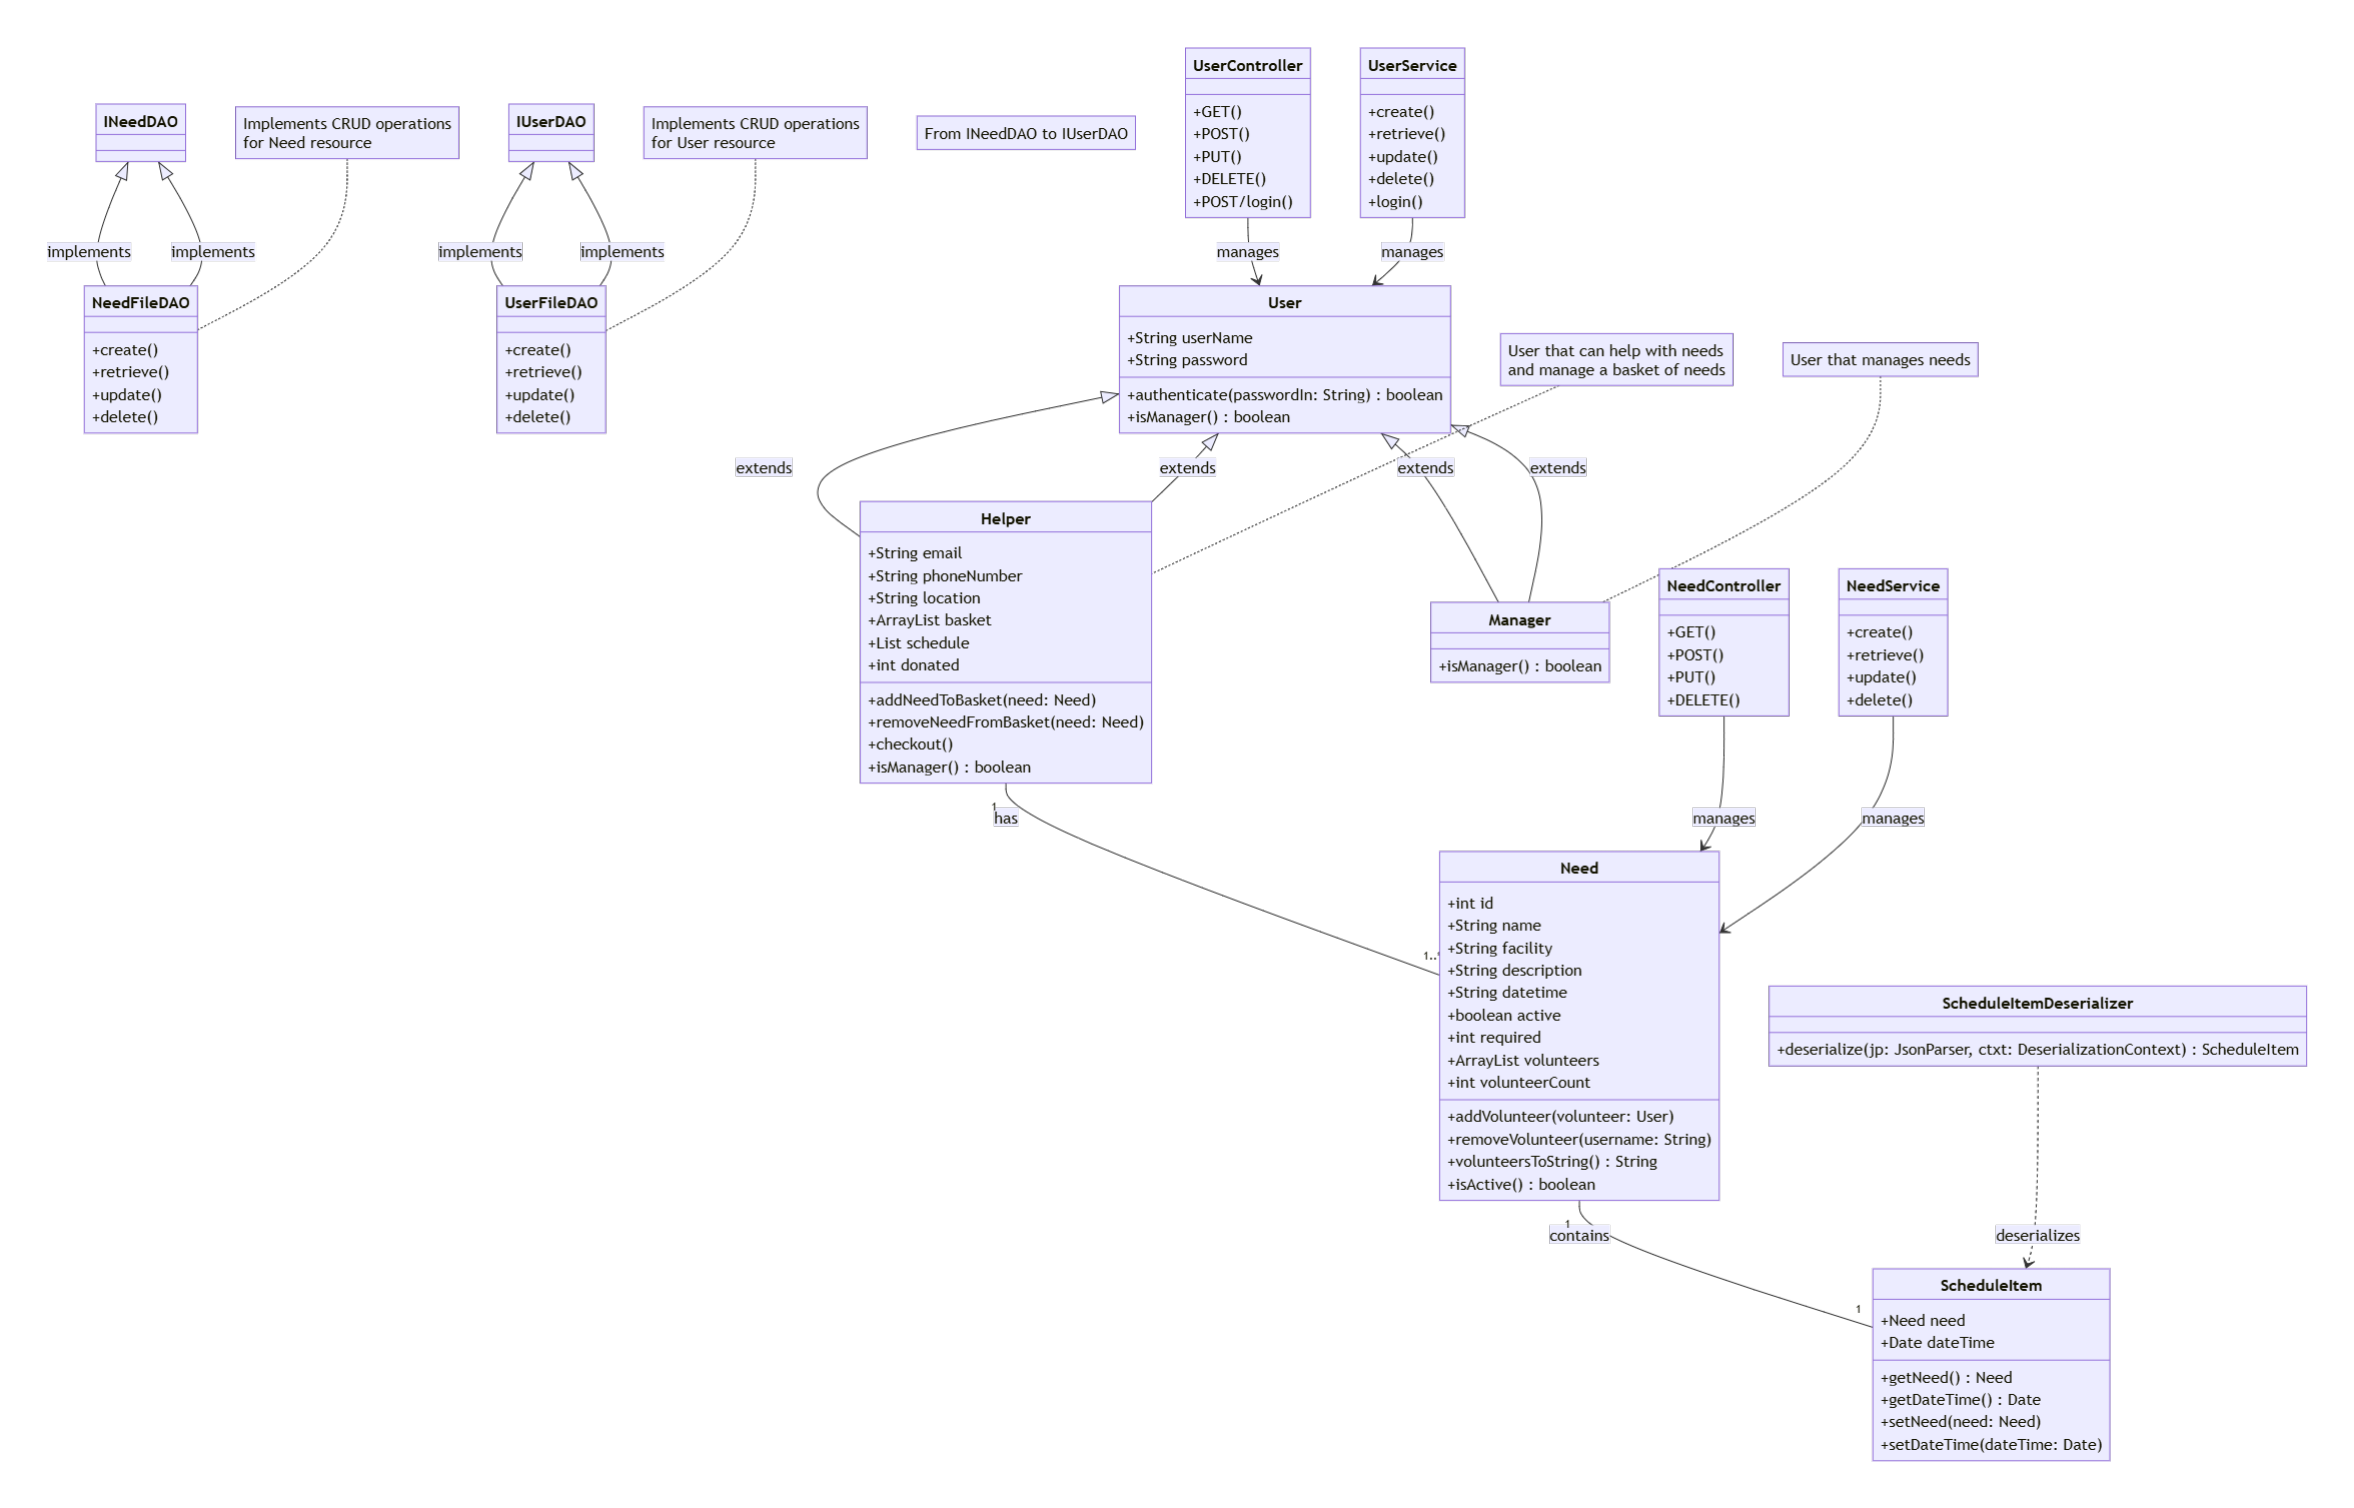 INeedDAO
Implements CRUD operations
for Need resource
implements
implements
NeedFileDAO
+create()
+retrieve()
+update()
+delete()
IUserDAO
Implements CRUD operations
for User resource
implements
implements
UserFileDAO
+create()
+retrieve()
+update()
+delete()
From INeedDAO to IUserDAO
UserController
+GET()
+POST()
+PUT()
+DELETE()
+POST/login()
manages
UserService
+create()
+retrieve()
+update()
+delete()
+login()
manages
User
+String userName
+String password
+authenticate(passwordIn: String) : boolean
+isManager() : boolean
User that can help with needs
and manage a basket of needs
User that manages needs
extends
extends
extends
extends
Helper
+String email
+String phoneNumber
+String location
+ArrayList basket
+List schedule
+int donated
+addNeedToBasket(need: Need)
+removeNeedFromBasket(need: Need)
+checkout()
+isManager() : boolean
Manager
+isManager() : boolean
NeedController
+GET()
+POST()
+PUT()
+DELETE()
NeedService
+create()
+retrieve()
+update()
+delete()
1
has
manages
manages
1..
Need
+int id
+String name
+String facility
+String description
+String datetime
+boolean active
+int required
+ArrayList volunteers
+int volunteerCount
+addVolunteer(volunteer: User)
+removeVolunteer(username: String)
+volunteersToString() : String
+isActive() : boolean
ScheduleItemDeserializer
+deserialize(jp: JsonParser, ctxt: DeserializationContext) : ScheduleItem
1
contains
deserializes
1
ScheduleItem
+Need need
+Date dateTime
+getNeed() : Need
+getDateTime() : Date
+setNeed(need: Need)
+setDateTime(dateTime: Date)